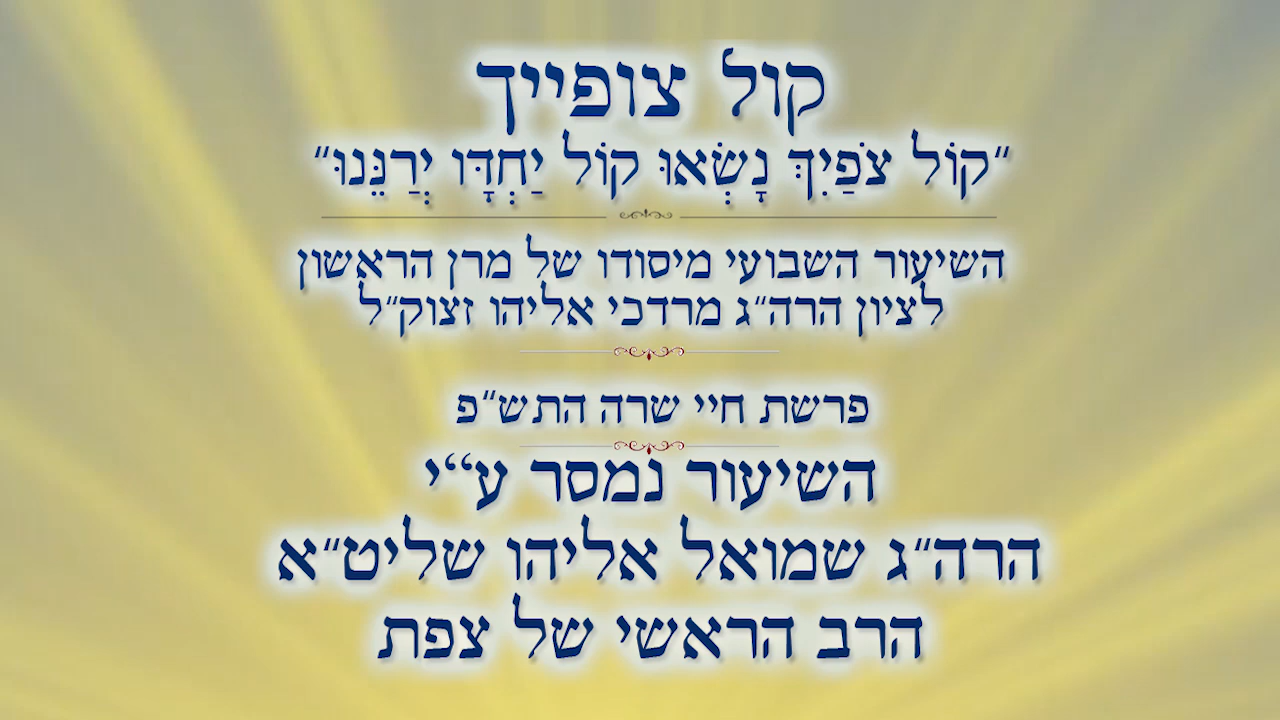 קול צופייך
"קוֹל צֹפַיִךְ נָשְׂאוּ קוֹל יַחְדָּו יְרַנֵּנוּ"
השיעור השבועי מיסודו של מרן הראשון
לציון הרה"ג מרדכי אליהו זצוק"ל
פרשת חיי שרה התש"פ
השיעור נמסר ע"י
הרה"ג שמואל אליהו שליט"א
הרב הראשי של צפת